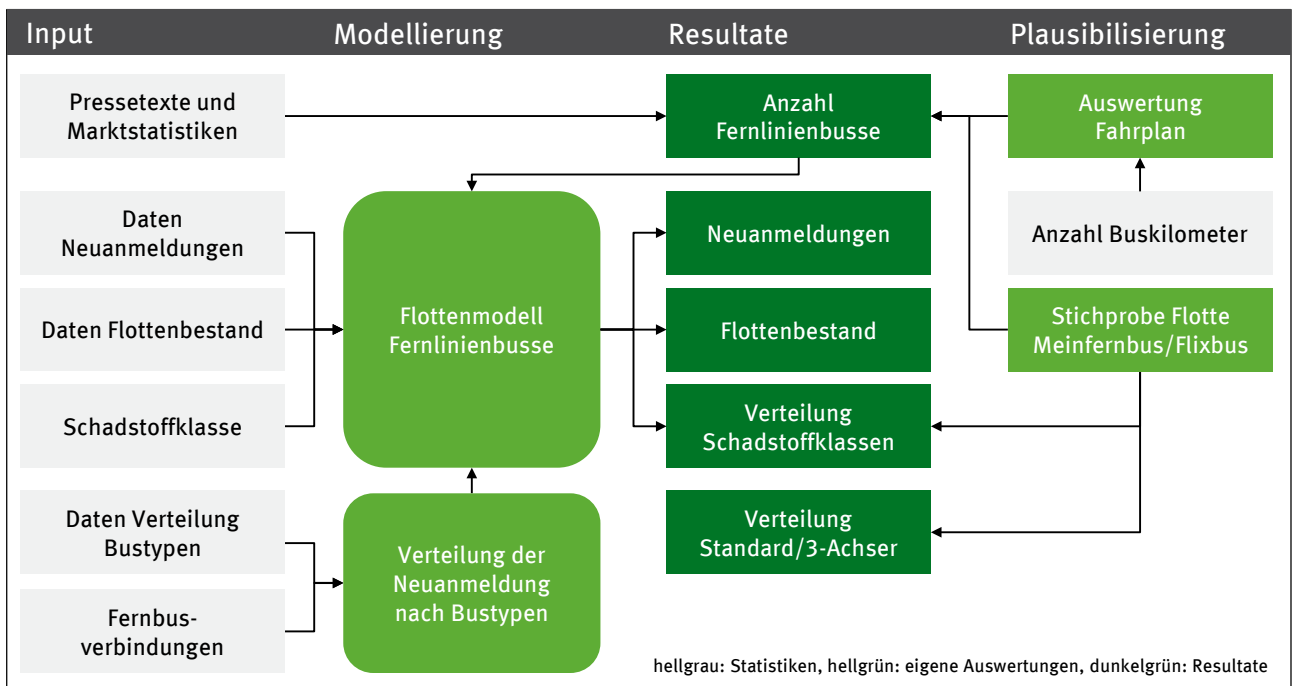 Input
Modellierung
Resultate
Plausibilisierung
Pressetexte und
Marktstatistiken
Anzahl
Fernlinienbusse
Auswertung
Fahrplan
Daten
Neuanmeldungen
Daten Flottenbestand
Schadstoffklasse
Flottenmodell
Fernlinienbusse
Neuanmeldungen
Flottenbestand
Verteilung
Schadstoffklassen
Anzahl Buskilometer
Stichprobe Flotte
Meinfernbus/Flixbus
Daten Verteilung
Bustypen
Fernbus-
verbindungen
Verteilung der
Neuanmeldung
nach Bustypen
Verteilung
Standard/3-Achser
hellgrau: Statistiken, hellgrün: eigene Auswertungen, dunkelgrün: Resultate